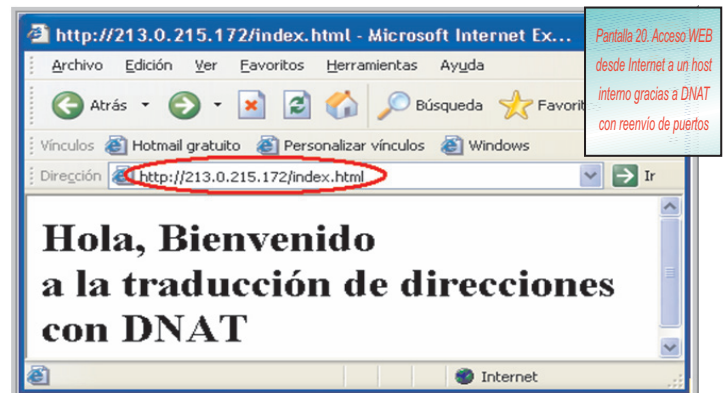 http://213.0.215.172/index.html - Microsoft Internet Ex...
Archivo Edición Ver Favoritos Herramientas Ayuda
Atrás Búsqueda Favorit
Vínculos Hotmail gratuito Personalizar vínculos Windows
Dirección http://213.0.215.172/index.html Ir
Hola, Bienvenido
a la traducción de direcciones
con DNAT
Internet
Pantalla 20. Acceso WEB
desde Internet a un host
interno gracias a DNAT
con reenvio de puertos